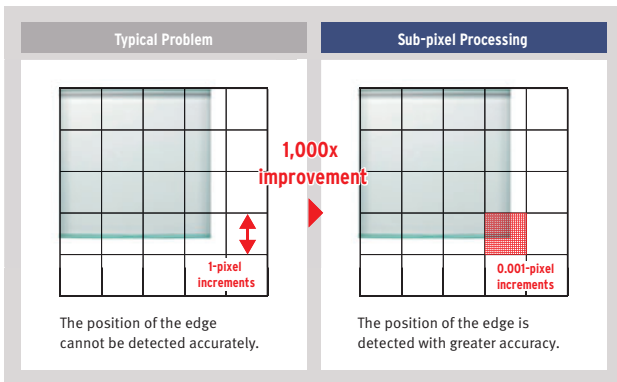 Typical Problem
Sub-pixel Processing
1,000x
improvement
1-pixel
increments
0.001-pixel
increments
The position of the edge
cannot be detected accurately.
The position of the edge is
detected with greater accuracy.